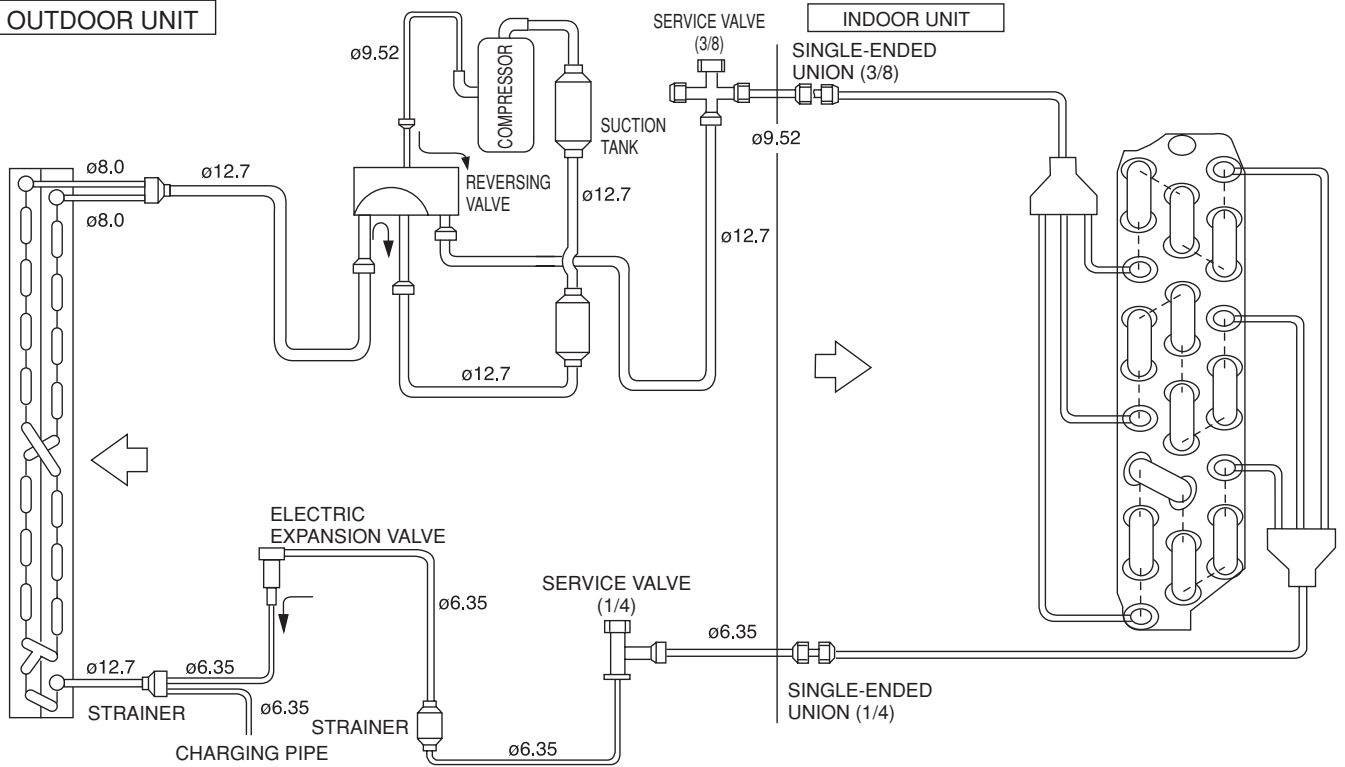 OUTDOOR UNIT
INDOOR UNIT
SERVICE VALVE
(3/8)
SINGLE-ENDED
UNION (3/8)
ø9.52
COMPRESSOR
SUCTION
TANK
ø9.52
ø8.0
ø12.7
REVERSING
VALVE
ø12.7
ø8.0
ø12.7
ø12.7
ELECTRIC
EXPANSION VALVE
SERVICE VALVE
(1/4)
ø6.35
ø6.35
ø12.7
ø6.35
STRAINER
ø6.35
STRAINER
SINGLE-ENDED
UNION (1/4)
CHARGING PIPE
ø6.35